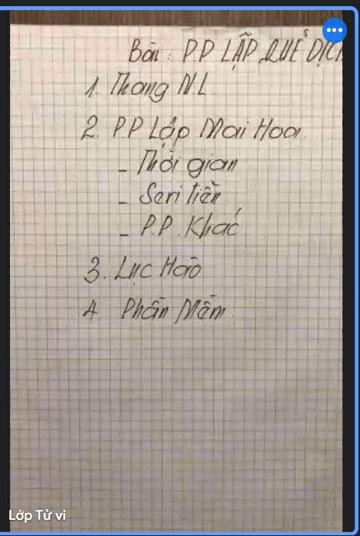 Bài : PP LẬP QUẺ DỊCH
1. Thang N.L
2. P.P Lập Mai Hoa.
- Thời gian
- Seri tiền
- P.P. Khác
3. Lục Hào
4. Phần Mềm
Lớp Tử vi